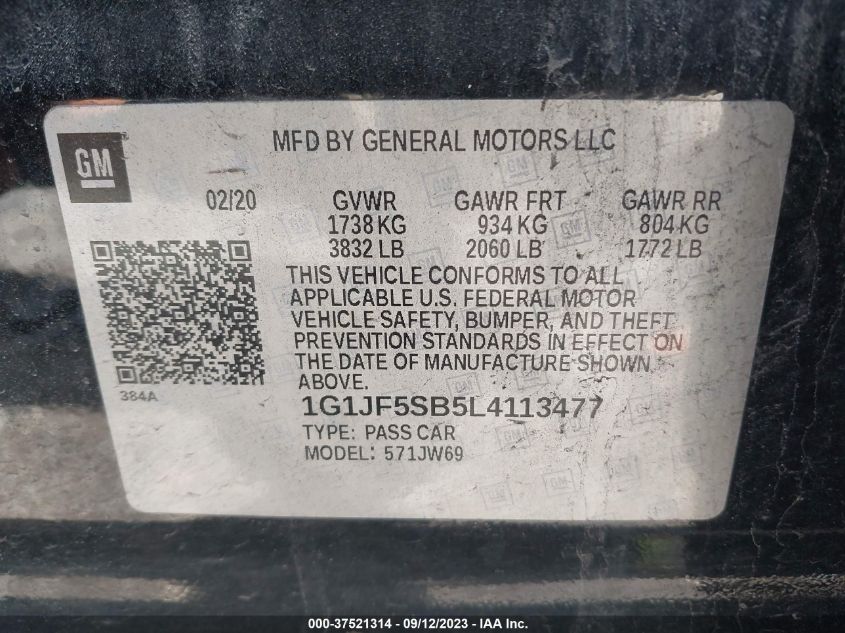 GM
MFD BY GENERAL MOTORS LLC
02/20 GVWR GAWR FRT GAWR RR
1738 KG 934 KG 804 KG
3832 LB 2060 LB 1772 LB
THIS VEHICLE CONFORMS TO ALL
APPLICABLE U.S. FEDERAL MOTOR
VEHICLE SAFETY, BUMPER, AND THEFT
PREVENTION STANDARDS IN EFFECT ON
THE DATE OF MANUFACTURE SHOWN
ABOVE.
384A
1G1JF5SB5L4113477
TYPE: PASS CAR
MODEL: 571JW69
000-37521314 - 09/12/2023 - IAA Inc.